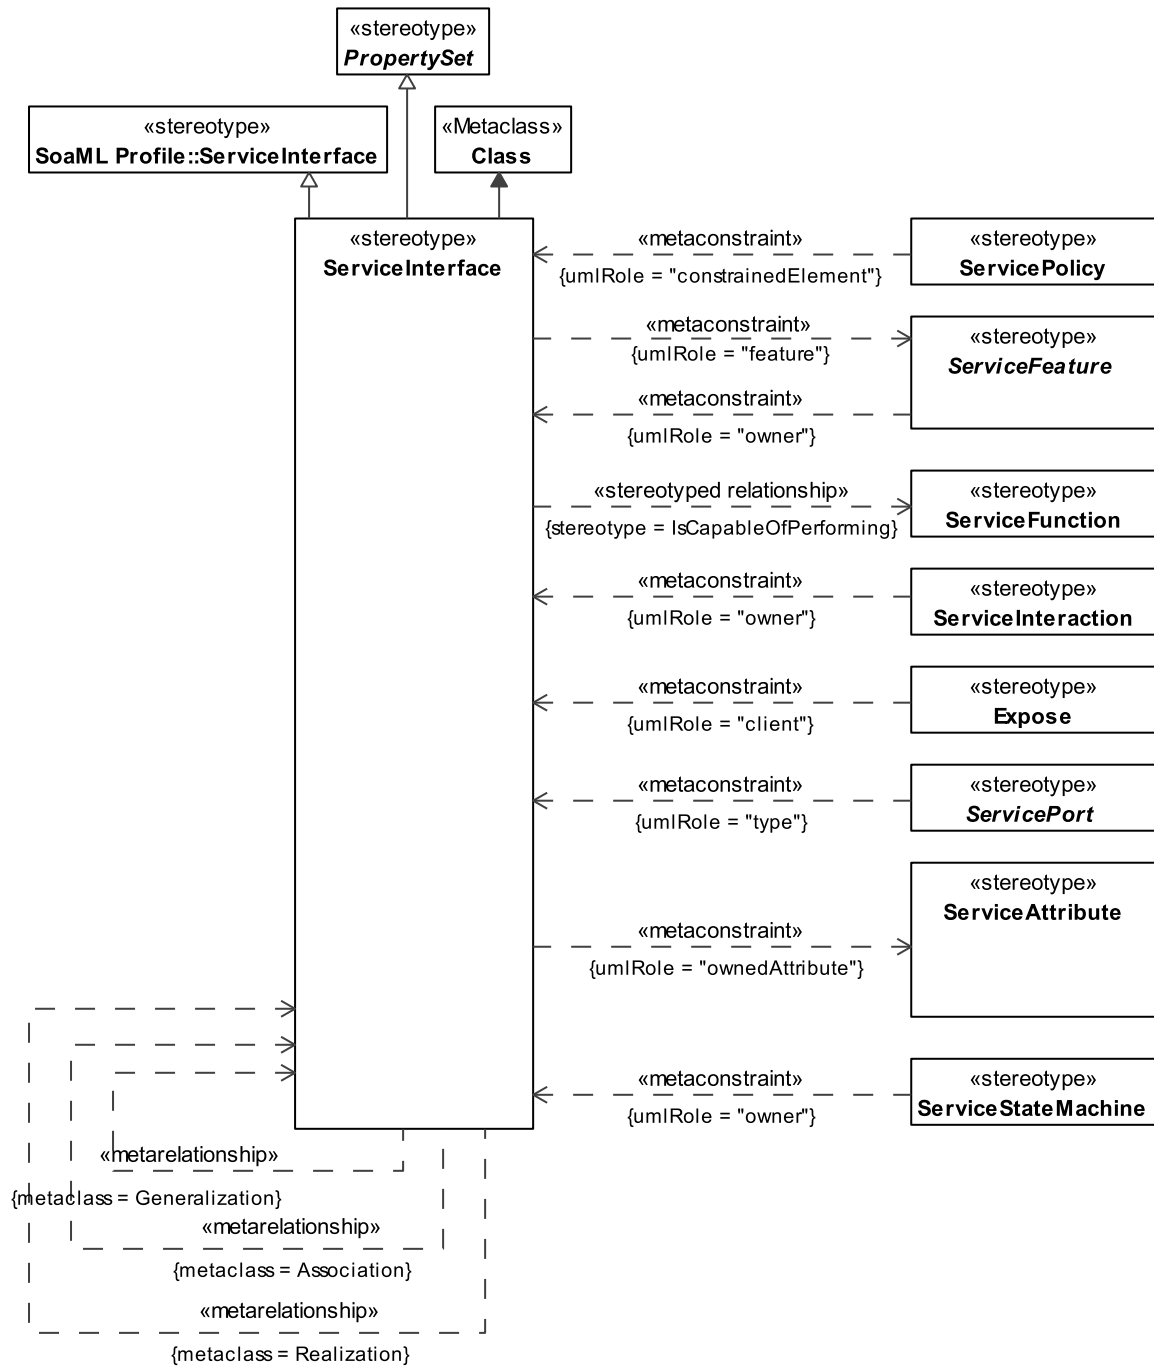 «stereotype»
PropertySet
«stereotype»
SoaML Profile::ServiceInterface
«Metaclass»
Class
«stereotype»
ServiceInterface
«metaconstraint»
{umlRole = "constrainedElement"}
«stereotype»
ServicePolicy
«metaconstraint»
{umlRole = "feature"}
«stereotype»
ServiceFeature
«metaconstraint»
{umlRole = "owner"}
«stereotyped relationship»
{stereotype = IsCapableOfPerforming}
«stereotype»
ServiceFunction
«metaconstraint»
{umlRole = "owner"}
«stereotype»
ServiceInteraction
«metaconstraint»
{umlRole = "client"}
«stereotype»
Expose
«metaconstraint»
{umlRole = "type"}
«stereotype»
ServicePort
«metaconstraint»
{umlRole = "ownedAttribute"}
«stereotype»
ServiceAttribute
«metaconstraint»
{umlRole = "owner"}
«stereotype»
ServiceStateMachine
«metarelationship»
{metaclass = Generalization}
«metarelationship»
{metaclass = Association}
«metarelationship»
{metaclass = Realization}